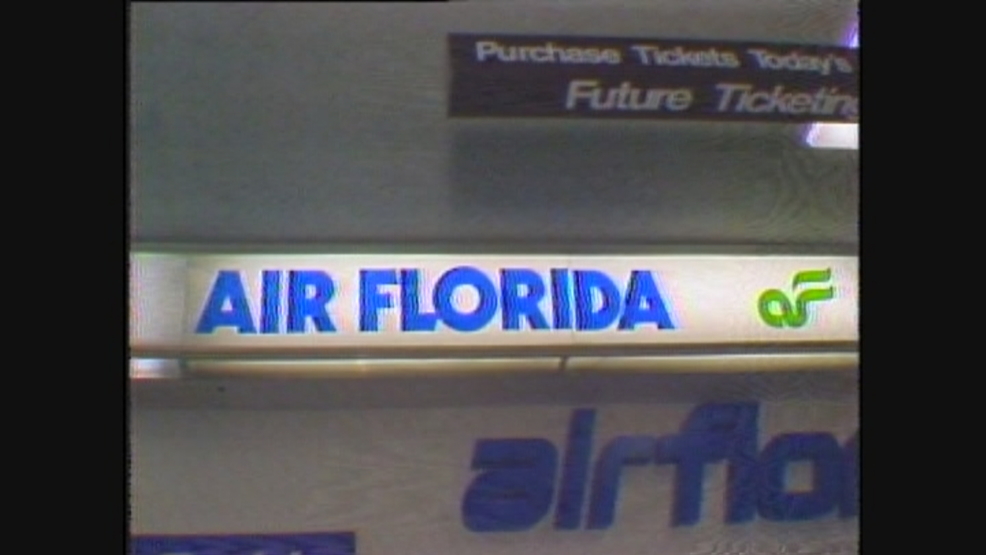 Purchase Tickets Today's
Future Ticketing
AIR FLORIDA
airflo